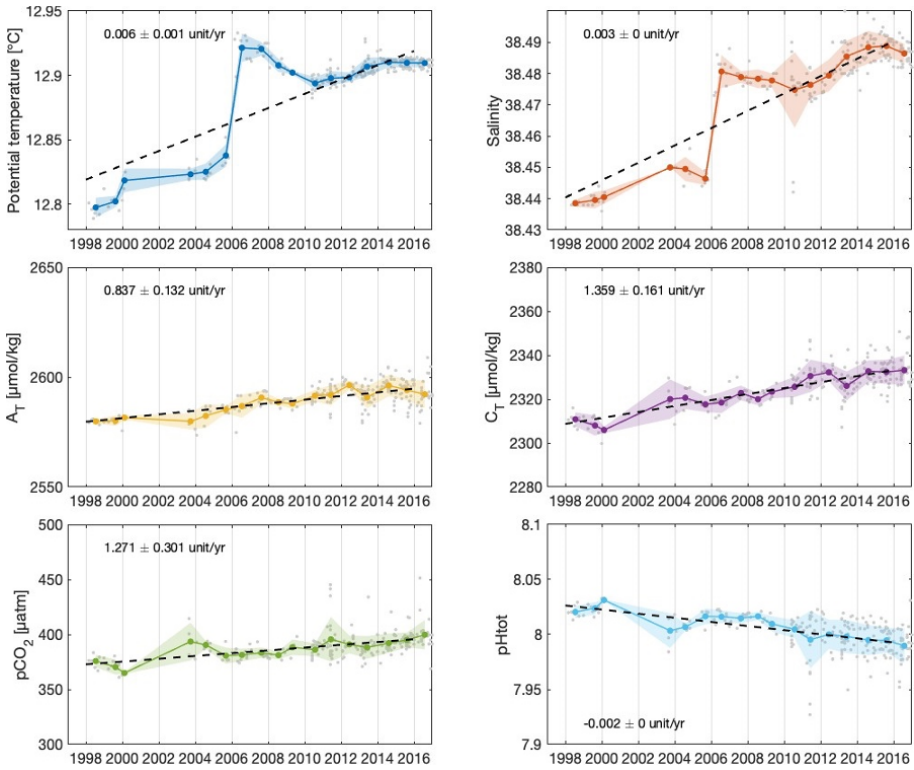 0.006 ± 0.001 unit/yr
Potential temperature [°C]
12.95
12.9
12.85
12.8
1998 2000 2002 2004 2006 2008 2010 2012 2014 2016
0.003 ± 0 unit/yr
Salinity
38.49
38.48
38.47
38.46
38.45
38.44
38.43
1998 2000 2002 2004 2006 2008 2010 2012 2014 2016
0.837 ± 0.132 unit/yr
A_T [μmol/kg]
2650
2600
2550
1998 2000 2002 2004 2006 2008 2010 2012 2014 2016
1.359 ± 0.161 unit/yr
C_T [μmol/kg]
2380
2360
2340
2320
2300
2280
1998 2000 2002 2004 2006 2008 2010 2012 2014 2016
1.271 ± 0.301 unit/yr
pCO₂ [μatm]
500
450
400
350
300
1998 2000 2002 2004 2006 2008 2010 2012 2014 2016
pHtot
8.1
8.05
8
7.95
7.9
-0.002 ± 0 unit/yr
1998 2000 2002 2004 2006 2008 2010 2012 2014 2016